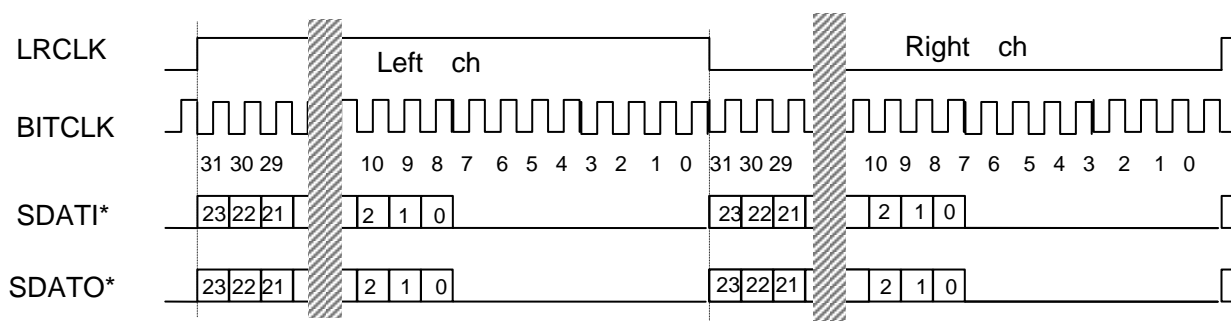 LRCLK Left ch Right ch
BITCLK
31 30 29 10 9 8 7 6 5 4 3 2 1 0 31 30 29 10 9 8 7 6 5 4 3 2 1 0
SDATI* 23 22 21 2 1 0 23 22 21 2 1 0
SDATO* 23 22 21 2 1 0 23 22 21 2 1 0